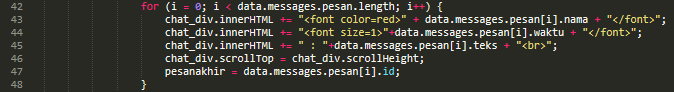 42 for (i = 0; i < data.messages.pesan.length; i++) {
43 chat_div.innerHTML += "<font color=red>" + data.messages.pesan[i].nama + "</font>";
44 chat_div.innerHTML += "<font size=1>"+data.messages.pesan[i].waktu + "</font>";
45 chat_div.innerHTML += " : "+data.messages.pesan[i].teks + "<br>";
46 chat_div.scrollTop = chat_div.scrollHeight;
47 pesanakhir = data.messages.pesan[i].id;
48 }